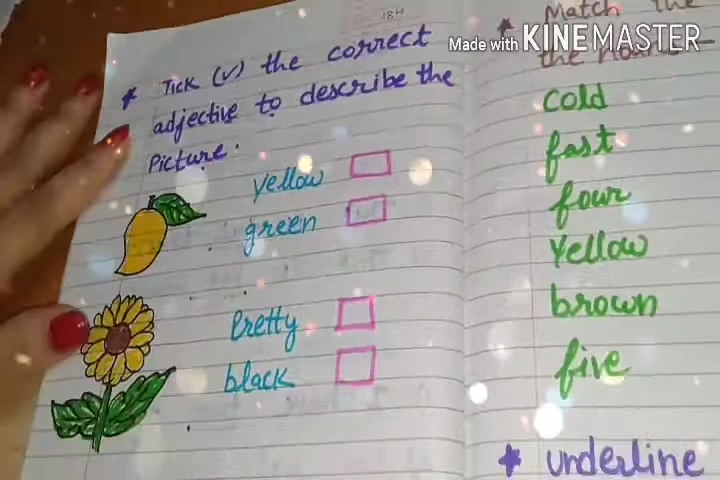 * Tick (✓) the correct
adjective to describe the
Picture.
yellow
green
Pretty
black
* Match the
cold
fast
four
Yellow
brown
five
* underline
Made with KINEMASTER